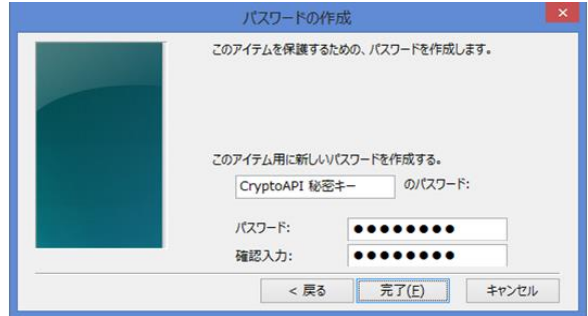 パスワードの作成
このアイテムを保護するための、パスワードを作成します。
このアイテム用に新しいパスワードを作成する。
CryptoAPI 秘密キー のパスワード:
パスワード: ●●●●●●●●
確認入力: ●●●●●●●●
< 戻る 完了(E) キャンセル